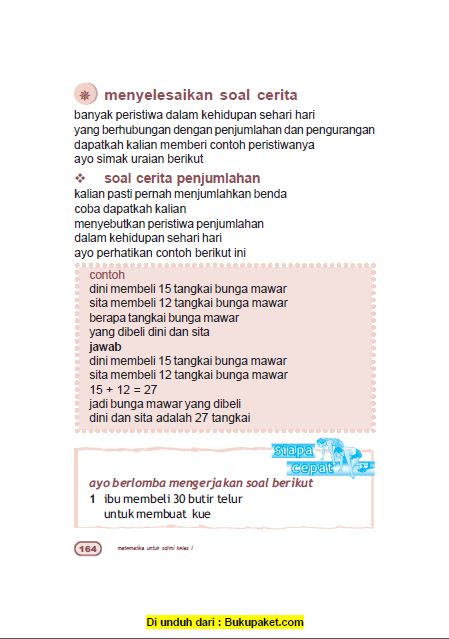 menyelesaikan soal cerita
banyak peristiwa dalam kehidupan sehari hari
yang berhubungan dengan penjumlahan dan pengurangan
dapatkah kalian memberi contoh peristiwanya
ayo simak uraian berikut
❖ soal cerita penjumlahan
kalian pasti pernah menjumlahkan benda
coba dapatkah kalian
menyebutkan peristiwa penjumlahan
dalam kehidupan sehari hari
ayo perhatikan contoh berikut ini
contoh
dini membeli 15 tangkai bunga mawar
sita membeli 12 tangkai bunga mawar
berapa tangkai bunga mawar
yang dibeli dini dan sita
jawab
dini membeli 15 tangkai bunga mawar
sita membeli 12 tangkai bunga mawar
15 + 12 = 27
jadi bunga mawar yang dibeli
dini dan sita adalah 27 tangkai
siapa
cepat
ayo berlomba mengerjakan soal berikut
1 ibu membeli 30 butir telur
untuk membuat kue
164 matematika untuk sd/mi kelas I
Di unduh dari : Bukupaket.com